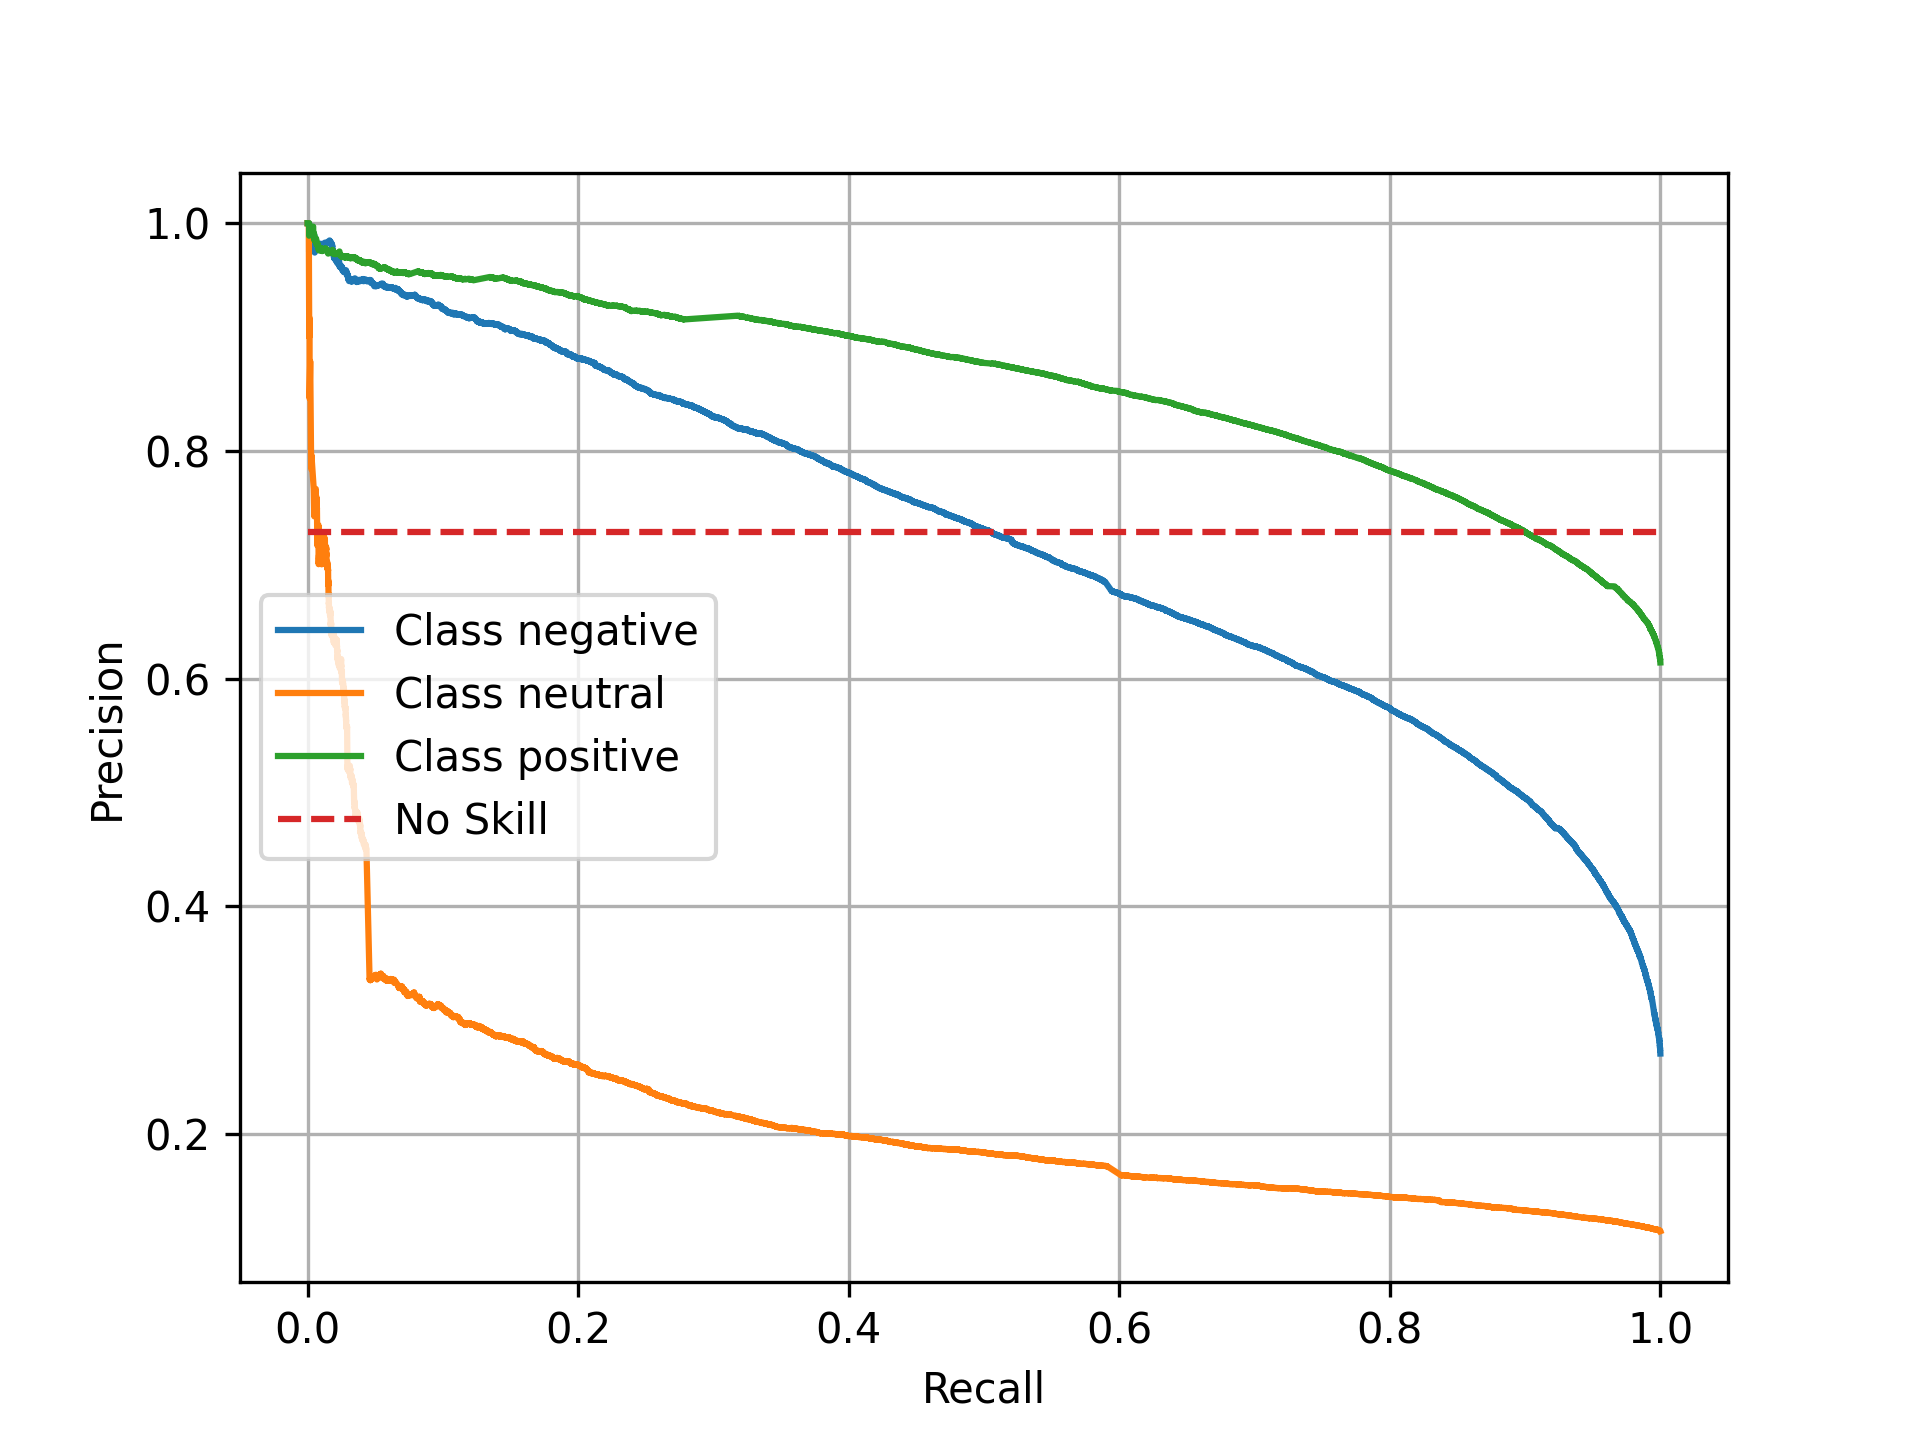 1.0
0.8
0.6
0.4
0.2
Precision
Class negative
Class neutral
Class positive
No Skill
0.0 0.2 0.4 0.6 0.8 1.0
Recall